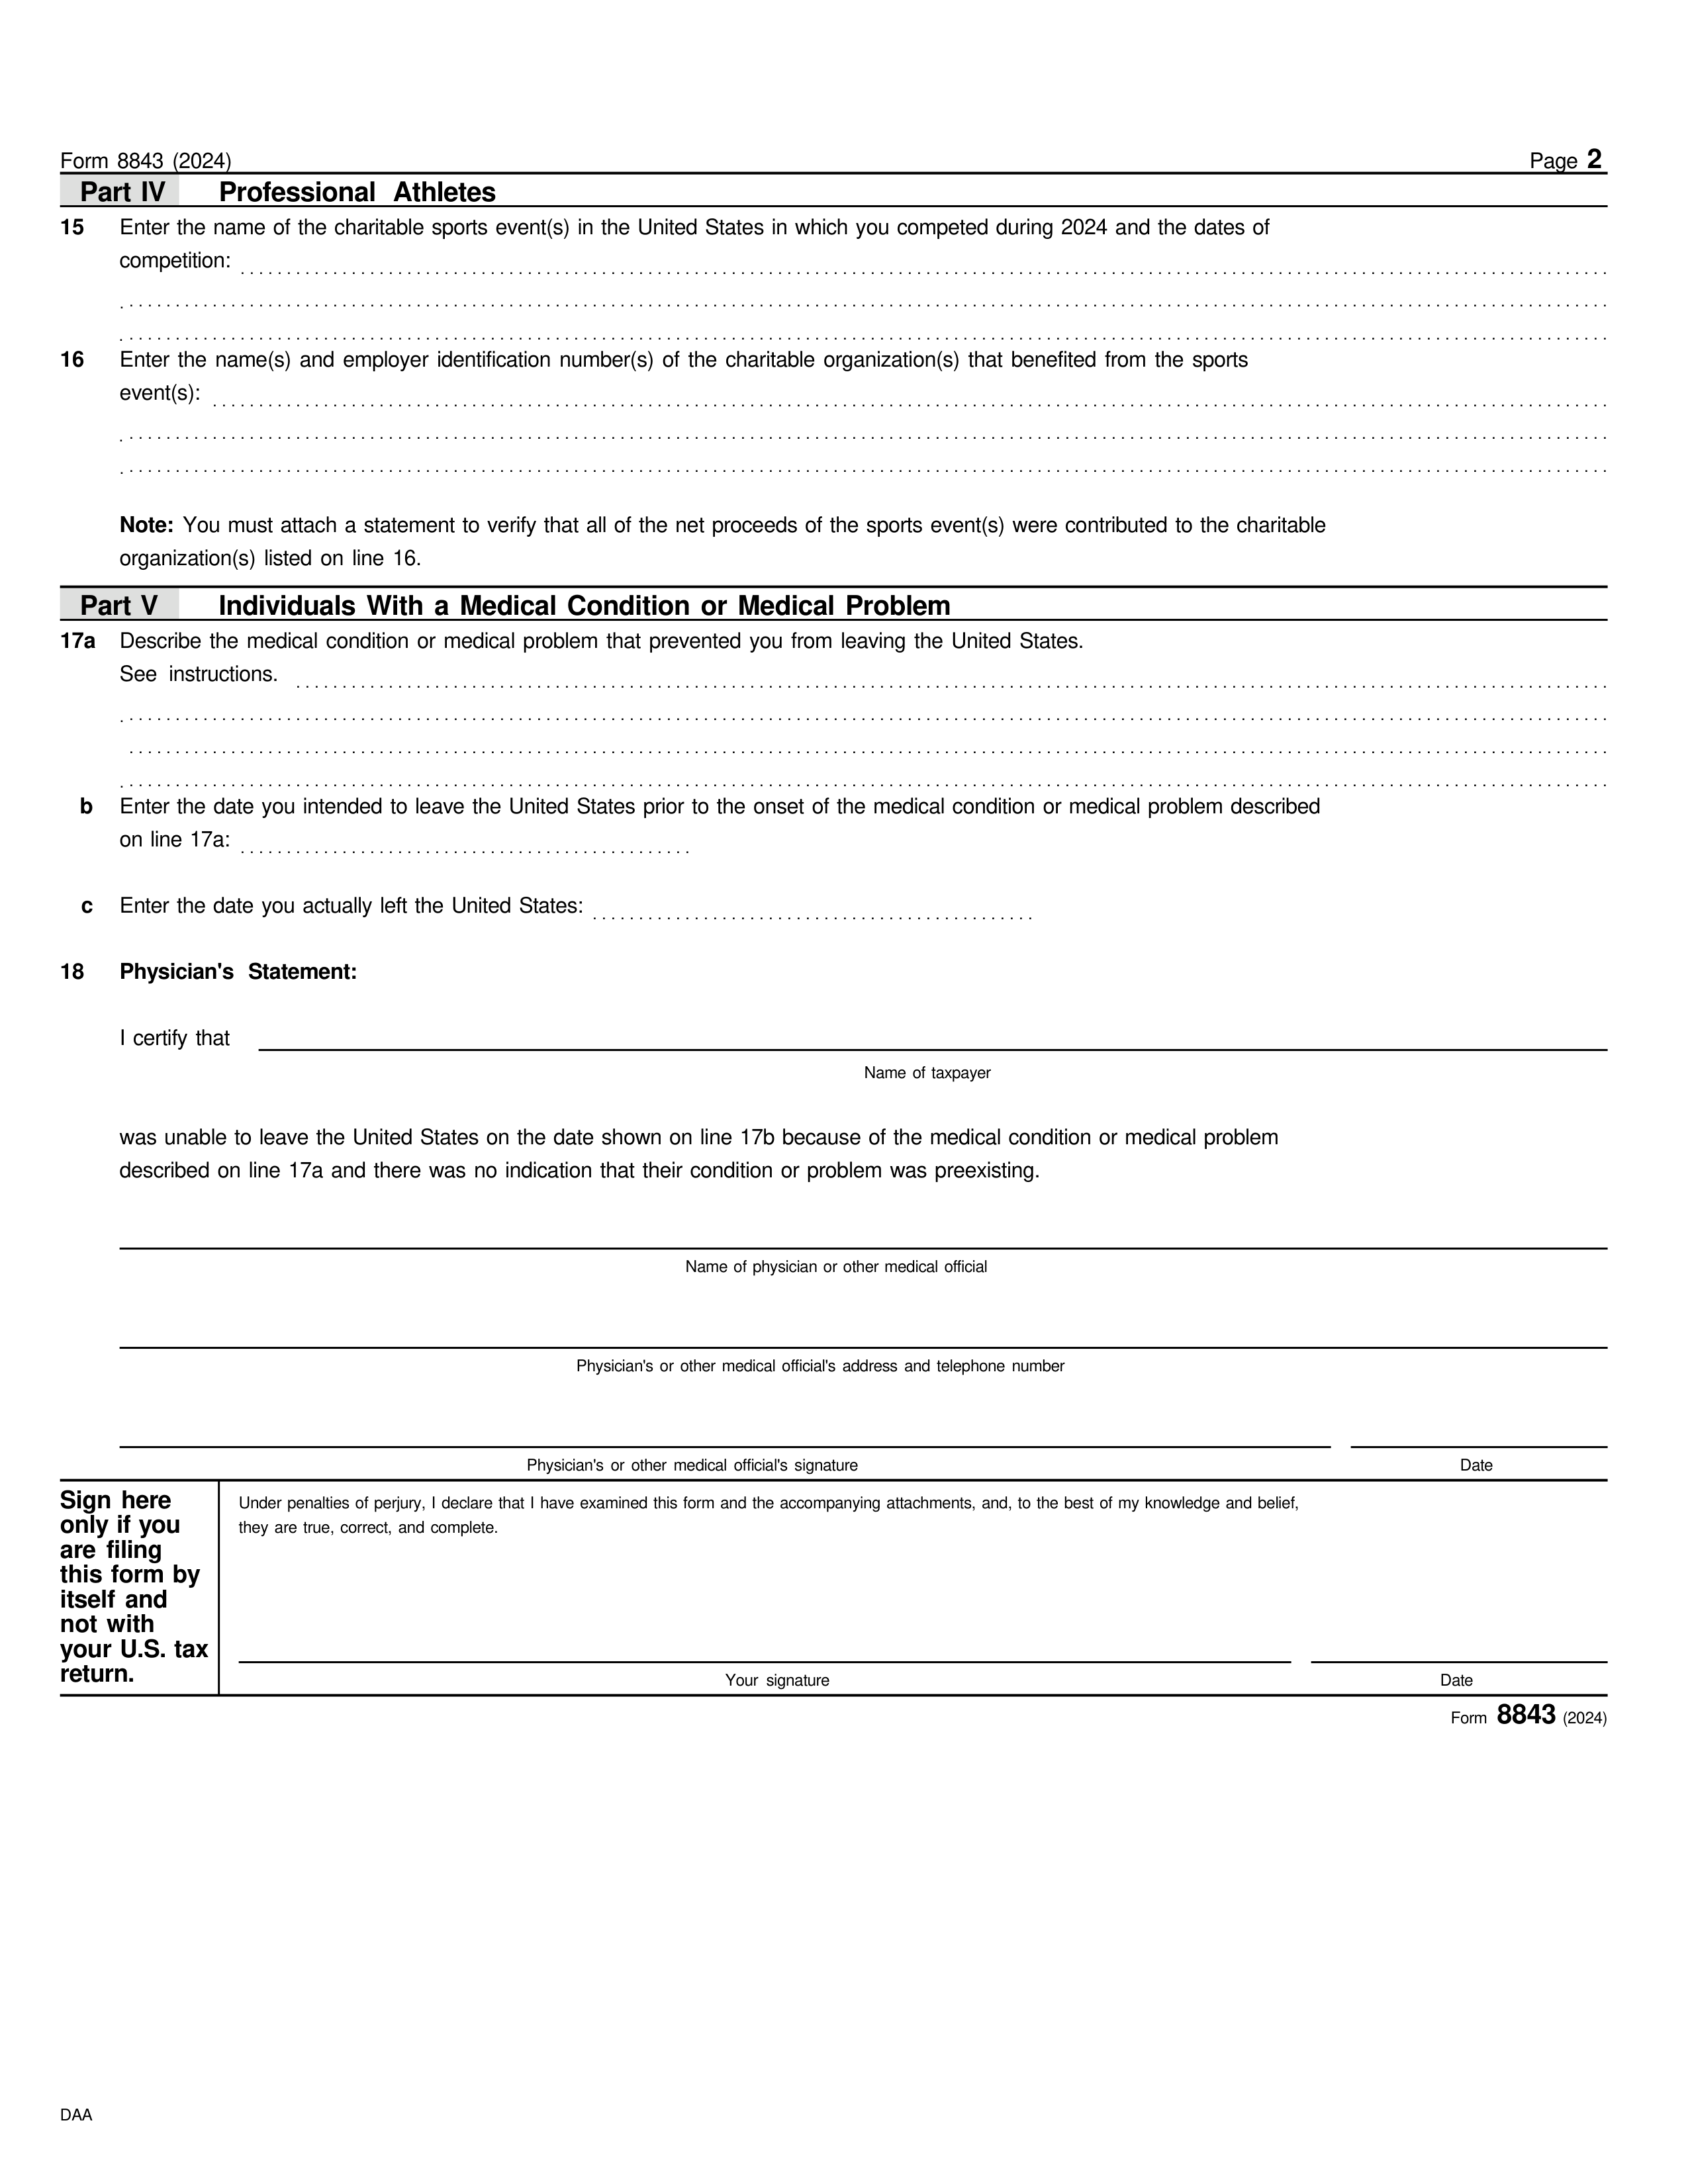 Form 8843 (2024) Page 2
Part IV Professional Athletes
15 Enter the name of the charitable sports event(s) in the United States in which you competed during 2024 and the dates of
competition:
16 Enter the name(s) and employer identification number(s) of the charitable organization(s) that benefited from the sports
event(s):
Note: You must attach a statement to verify that all of the net proceeds of the sports event(s) were contributed to the charitable
organization(s) listed on line 16.
Part V Individuals With a Medical Condition or Medical Problem
17a Describe the medical condition or medical problem that prevented you from leaving the United States.
See instructions.
b Enter the date you intended to leave the United States prior to the onset of the medical condition or medical problem described
on line 17a:
c Enter the date you actually left the United States:
18 Physician's Statement:
I certify that
Name of taxpayer
was unable to leave the United States on the date shown on line 17b because of the medical condition or medical problem
described on line 17a and there was no indication that their condition or problem was preexisting.
Name of physician or other medical official
Physician's or other medical official's address and telephone number
Physician's or other medical official's signature Date
Sign here
only if you
are filing
this form by
itself and
not with
your U.S. tax
return.
Under penalties of perjury, I declare that I have examined this form and the accompanying attachments, and, to the best of my knowledge and belief,
they are true, correct, and complete.
Your signature Date
Form 8843 (2024)
DAA